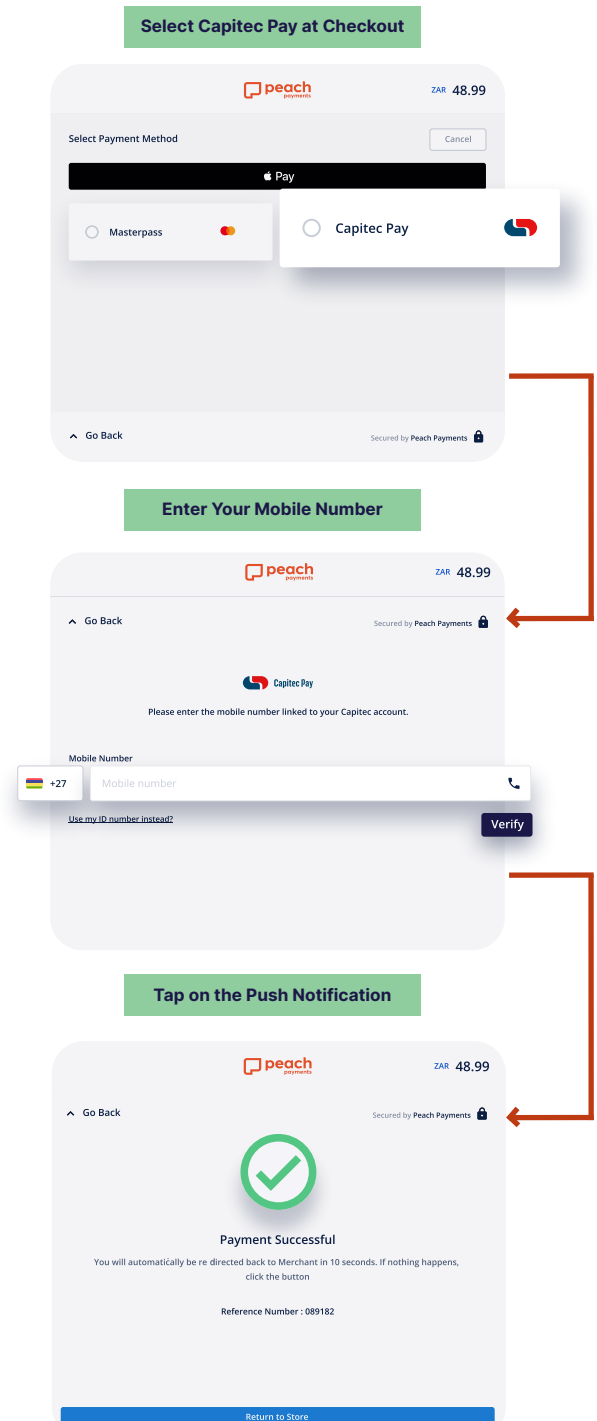 Select Capitec Pay at Checkout
peach
payments
ZAR 48.99
Select Payment Method
Cancel
Pay
Masterpass
Capitec Pay
Go Back
Secured by Peach Payments
Enter Your Mobile Number
peach
payments
ZAR 48.99
Go Back
Secured by Peach Payments
Capitec Pay
Please enter the mobile number linked to your Capitec account.
Mobile Number
+27
Mobile number
Use my ID number instead?
Verify
Tap on the Push Notification
peach
payments
ZAR 48.99
Go Back
Secured by Peach Payments
Payment Successful
You will automatically be re directed back to Merchant in 10 seconds. If nothing happens,
click the button
Reference Number : 089182
Return to Store